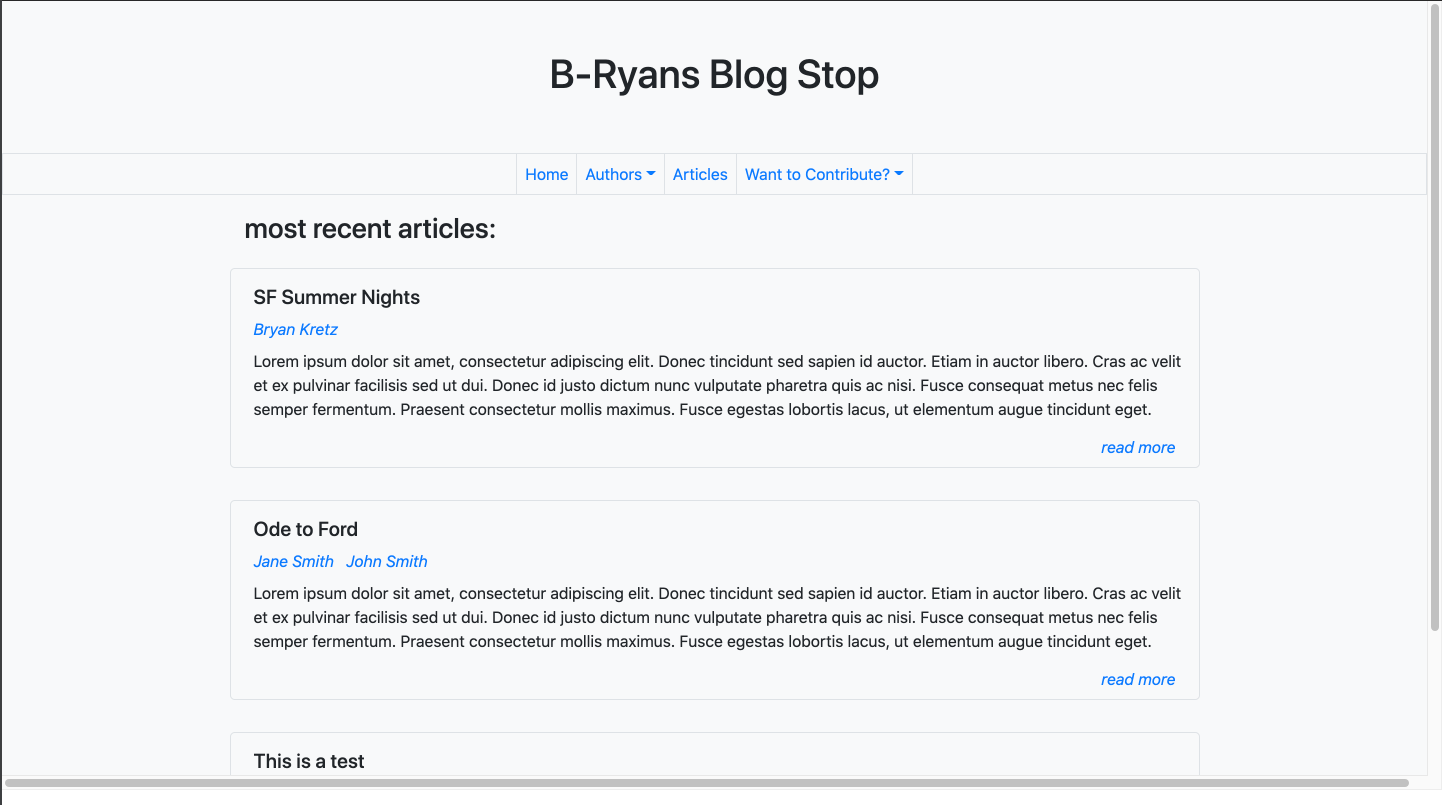 B-Ryans Blog Stop
Home Authors Articles Want to Contribute?
most recent articles:
SF Summer Nights
Bryan Kretz
Lorem ipsum dolor sit amet, consectetur adipiscing elit. Donec tincidunt sed sapien id auctor. Etiam in auctor libero. Cras ac velit
et ex pulvinar facilisis sed ut dui. Donec id justo dictum nunc vulputate pharetra quis ac nisi. Fusce consequat metus nec felis
semper fermentum. Praesent consectetur mollis maximus. Fusce egestas lobortis lacus, ut elementum augue tincidunt eget.
read more
Ode to Ford
Jane Smith John Smith
Lorem ipsum dolor sit amet, consectetur adipiscing elit. Donec tincidunt sed sapien id auctor. Etiam in auctor libero. Cras ac velit
et ex pulvinar facilisis sed ut dui. Donec id justo dictum nunc vulputate pharetra quis ac nisi. Fusce consequat metus nec felis
semper fermentum. Praesent consectetur mollis maximus. Fusce egestas lobortis lacus, ut elementum augue tincidunt eget.
read more
This is a test